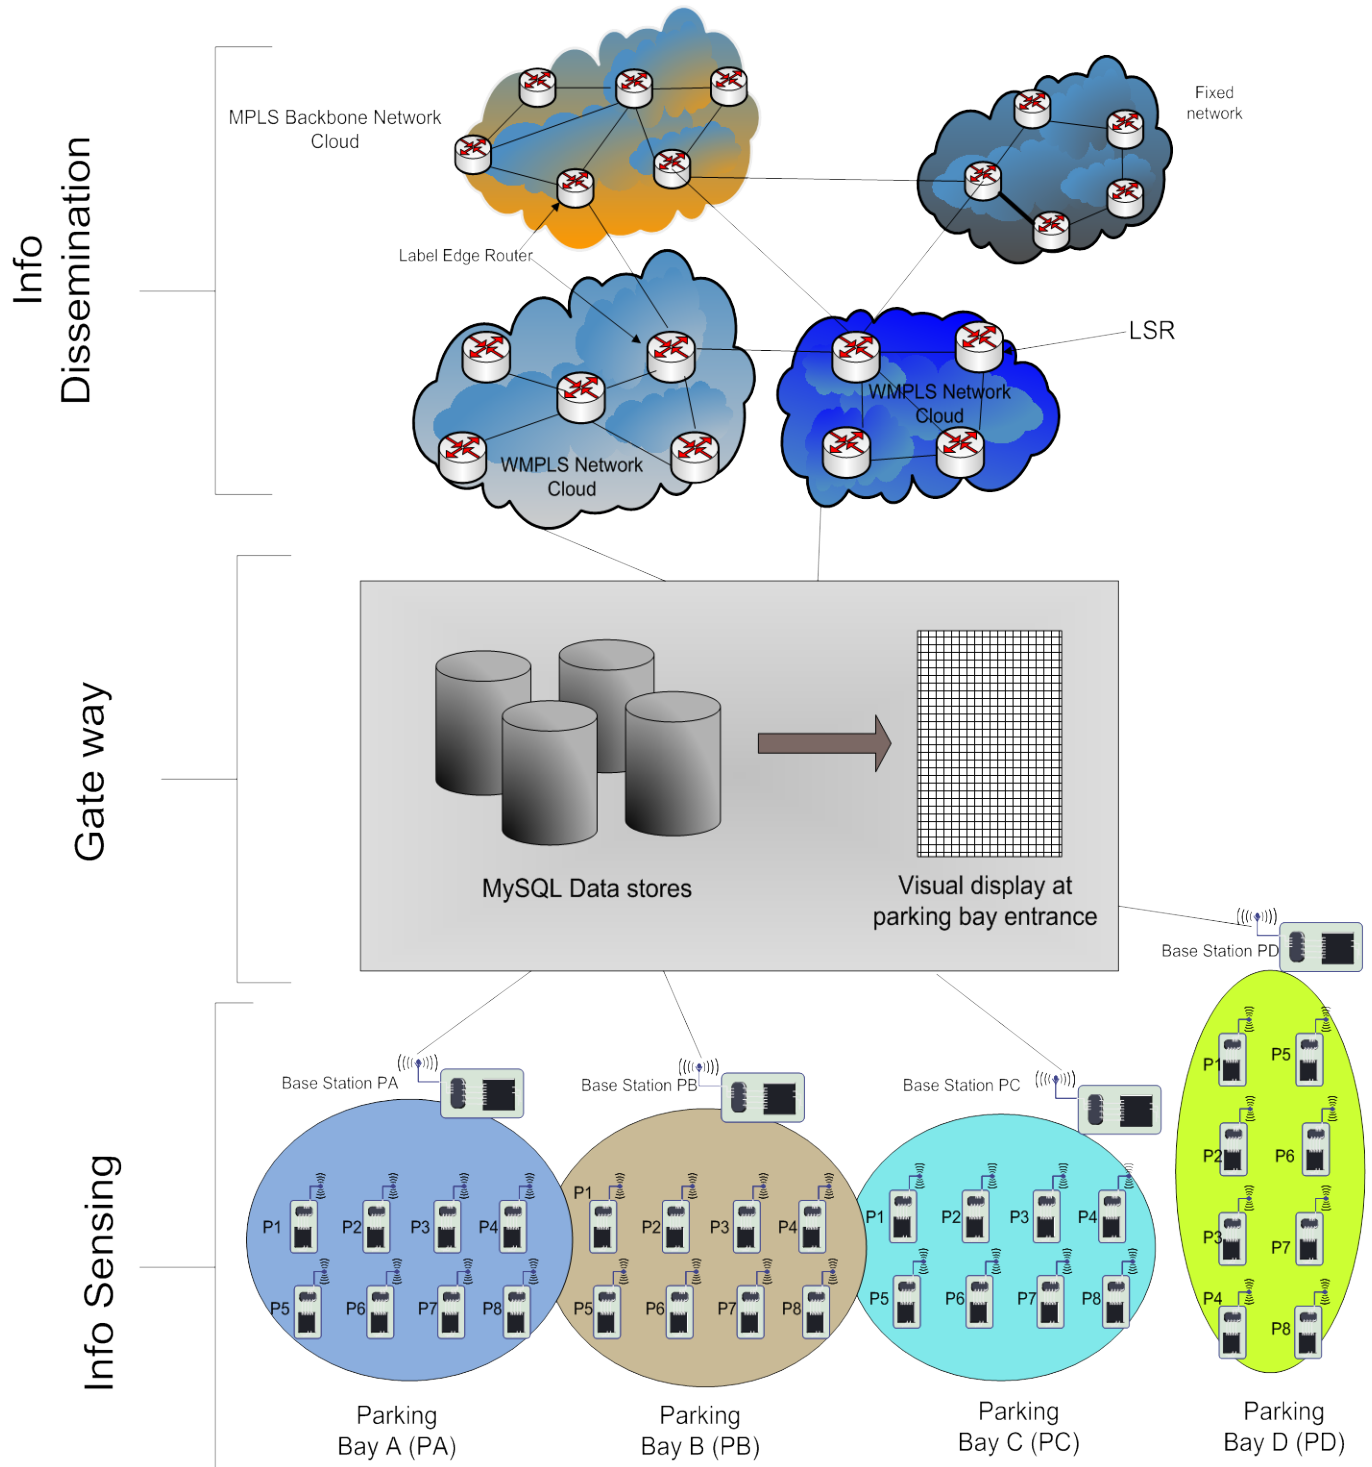 Info
Dissemination
MPLS Backbone Network
Cloud
Fixed
network
Label Edge Router
LSR
WMPLS Network
Cloud
WMPLS Network
Cloud
Gate way
MySQL Data stores
Visual display at
parking bay entrance
Base Station PD
Info Sensing
Base Station PA
Base Station PB
Base Station PC
P1
P2
P3
P4
P5
P6
P7
P8
P1
P2
P3
P4
P5
P6
P7
P8
P1
P2
P3
P4
P5
P6
P7
P8
P1
P5
P2
P6
P3
P7
P4
P8
Parking
Bay A (PA)
Parking
Bay B (PB)
Parking
Bay C (PC)
Parking
Bay D (PD)